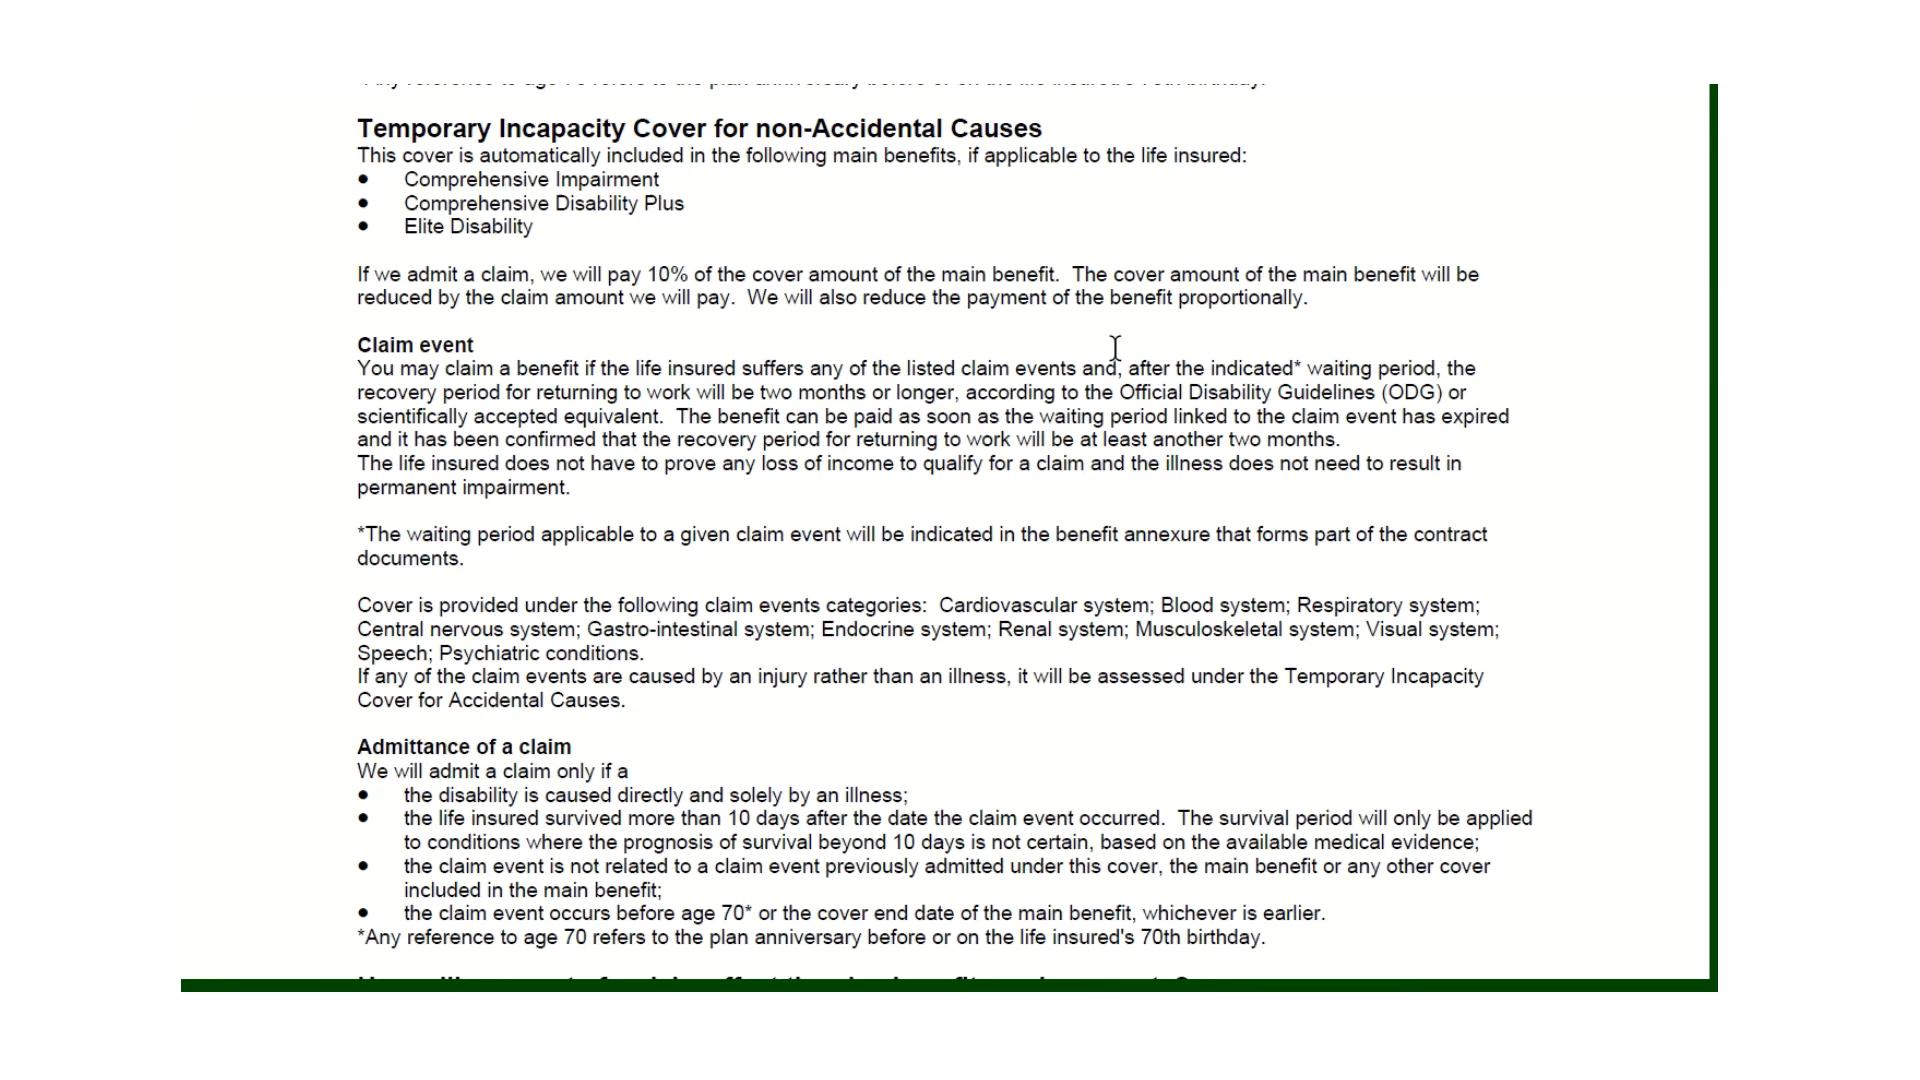 Temporary Incapacity Cover for non-Accidental Causes
This cover is automatically included in the following main benefits, if applicable to the life insured:
● Comprehensive Impairment
● Comprehensive Disability Plus
● Elite Disability
If we admit a claim, we will pay 10% of the cover amount of the main benefit.  The cover amount of the main benefit will be
reduced by the claim amount we will pay.  We will also reduce the payment of the benefit proportionally.
Claim event
You may claim a benefit if the life insured suffers any of the listed claim events and, after the indicated* waiting period, the
recovery period for returning to work will be two months or longer, according to the Official Disability Guidelines (ODG) or
scientifically accepted equivalent.  The benefit can be paid as soon as the waiting period linked to the claim event has expired
and it has been confirmed that the recovery period for returning to work will be at least another two months.
The life insured does not have to prove any loss of income to qualify for a claim and the illness does not need to result in
permanent impairment.
*The waiting period applicable to a given claim event will be indicated in the benefit annexure that forms part of the contract
documents.
Cover is provided under the following claim events categories:  Cardiovascular system; Blood system; Respiratory system;
Central nervous system; Gastro-intestinal system; Endocrine system; Renal system; Musculoskeletal system; Visual system;
Speech; Psychiatric conditions.
If any of the claim events are caused by an injury rather than an illness, it will be assessed under the Temporary Incapacity
Cover for Accidental Causes.
Admittance of a claim
We will admit a claim only if a
● the disability is caused directly and solely by an illness;
● the life insured survived more than 10 days after the date the claim event occurred.  The survival period will only be applied
to conditions where the prognosis of survival beyond 10 days is not certain, based on the available medical evidence;
● the claim event is not related to a claim event previously admitted under this cover, the main benefit or any other cover
included in the main benefit;
● the claim event occurs before age 70* or the cover end date of the main benefit, whichever is earlier.
*Any reference to age 70 refers to the plan anniversary before or on the life insured's 70th birthday.